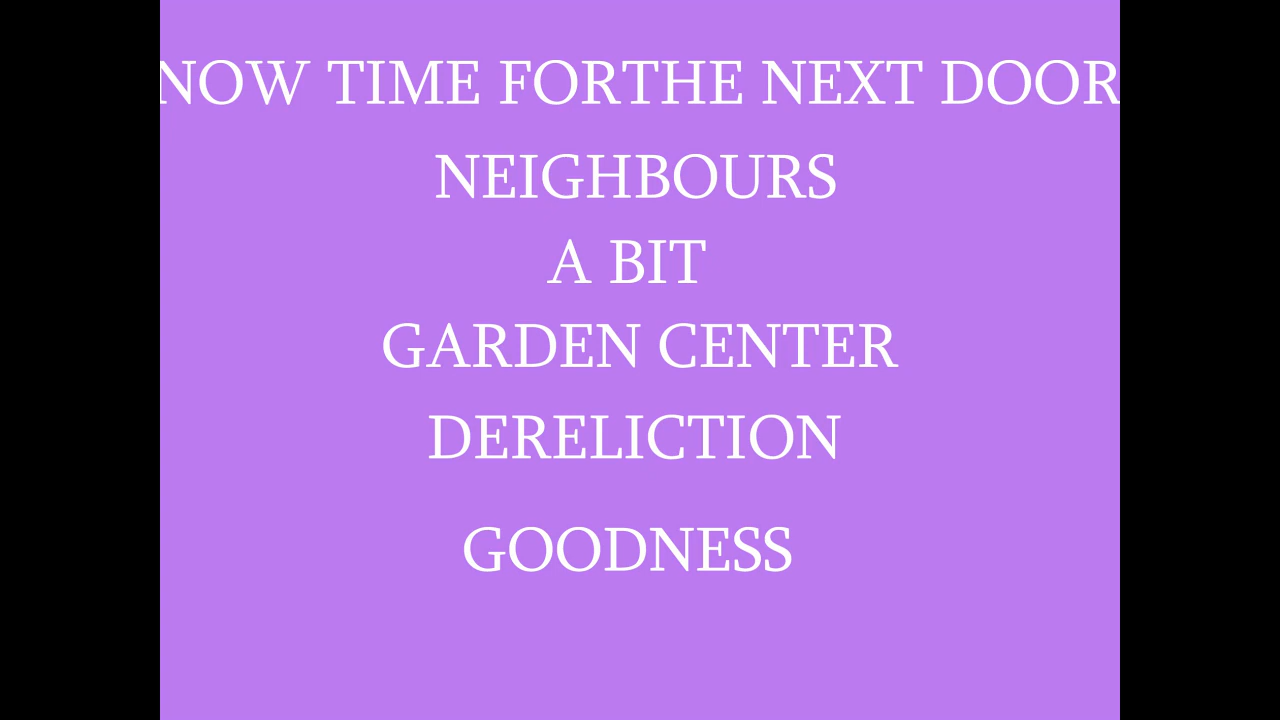 NOW TIME FORTHE NEXT DOOR
NEIGHBOURS
A BIT
GARDEN CENTER
DERELICTION
GOODNESS